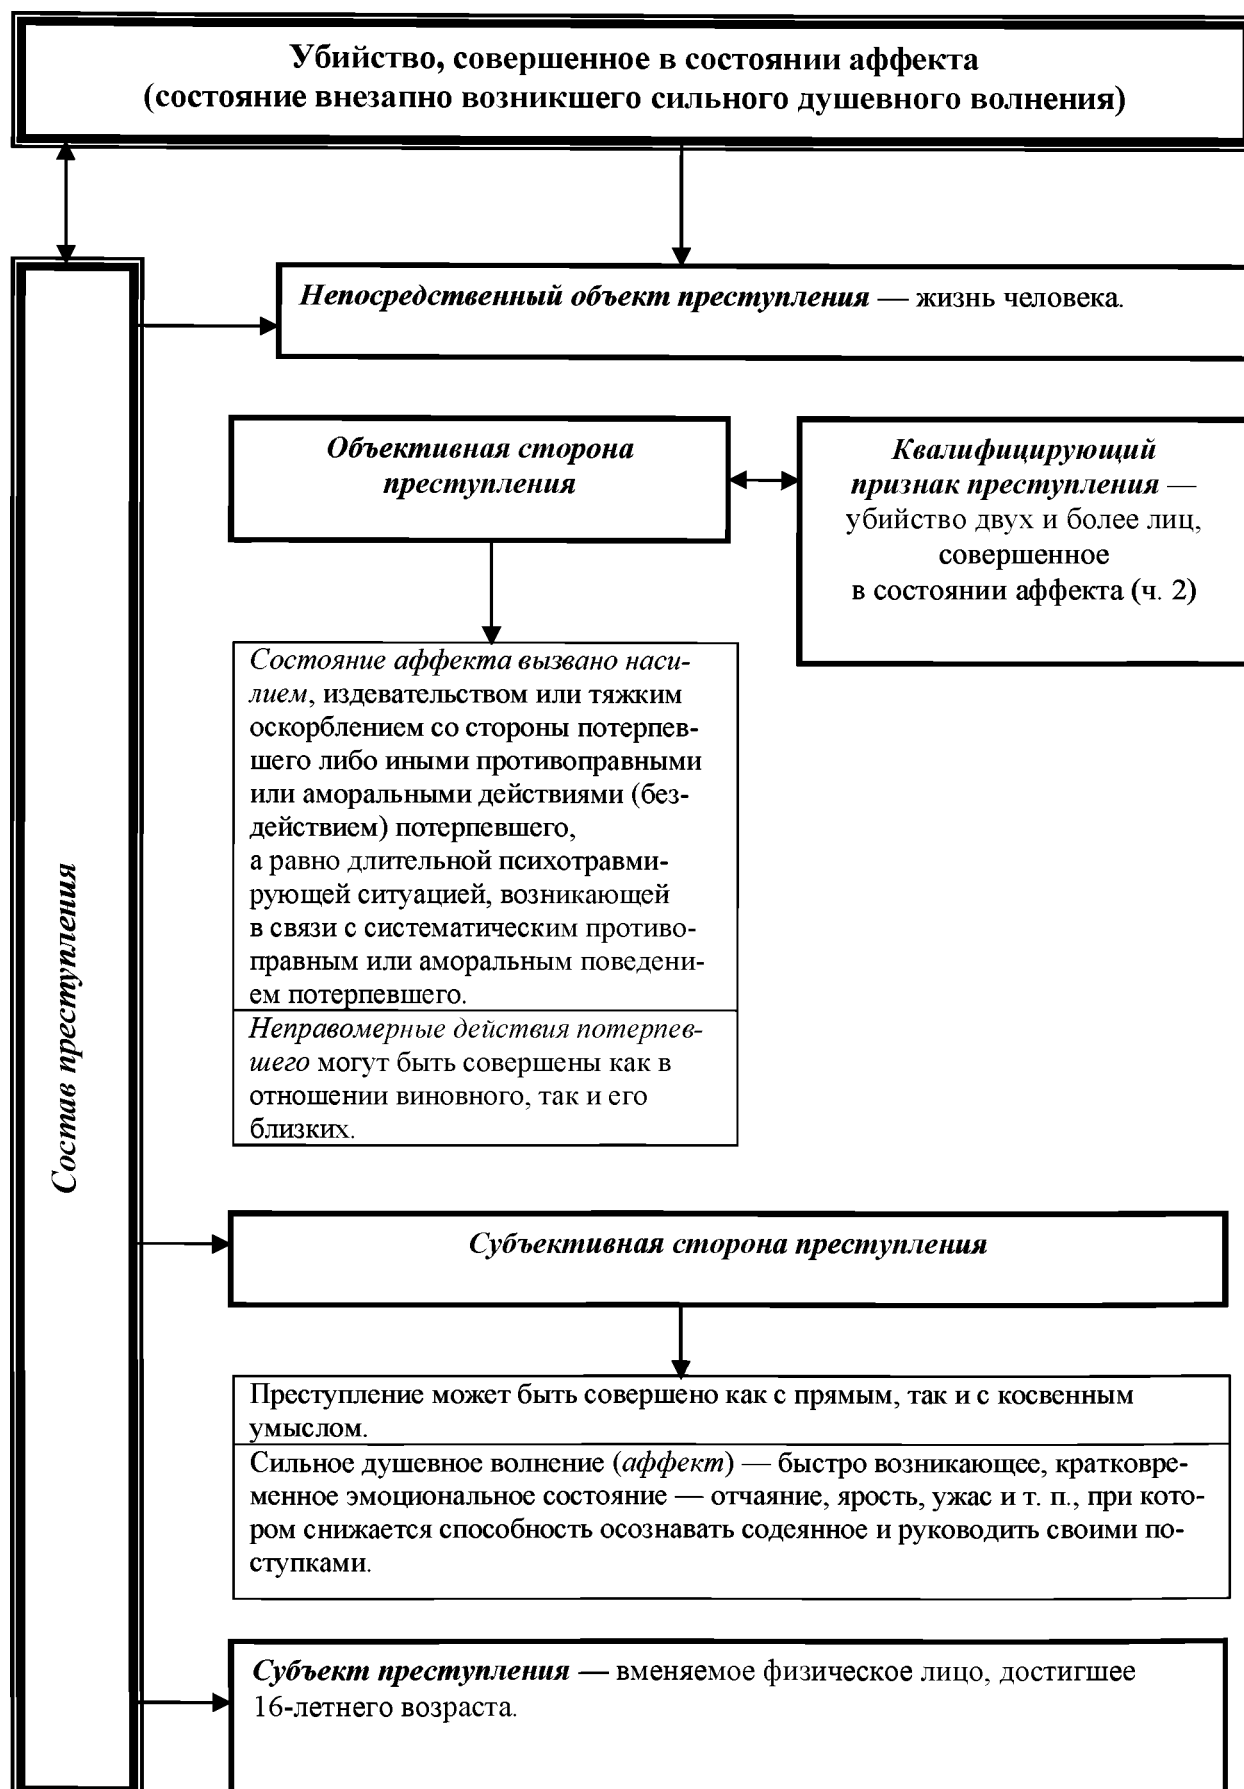 Убийство, совершенное в состоянии аффекта
(состояние внезапно возникшего сильного душевного волнения)
Состав преступления
Непосредственный объект преступления — жизнь человека.
Объективная сторона
преступления
Квалифицирующий
признак преступления —
убийство двух и более лиц,
совершенное
в состоянии аффекта (ч. 2)
Состояние аффекта вызвано наси-
лием, издевательством или тяжким
оскорблением со стороны потерпев-
шего либо иными противоправными
или аморальными действиями (без-
действием) потерпевшего,
а равно длительной психотравми-
рующей ситуацией, возникающей
в связи с систематическим противо-
правным или аморальным поведени-
ем потерпевшего.
Неправомерные действия потерпев-
шего могут быть совершены как в
отношении виновного, так и его
близких.
Субъективная сторона преступления
Преступление может быть совершено как с прямым, так и с косвенным
умыслом.
Сильное душевное волнение (аффект) — быстро возникающее, кратковре-
менное эмоциональное состояние — отчаяние, ярость, ужас и т. п., при кото-
ром снижается способность осознавать содеянное и руководить своими по-
ступками.
Субъект преступления — вменяемое физическое лицо, достигшее
16-летнего возраста.